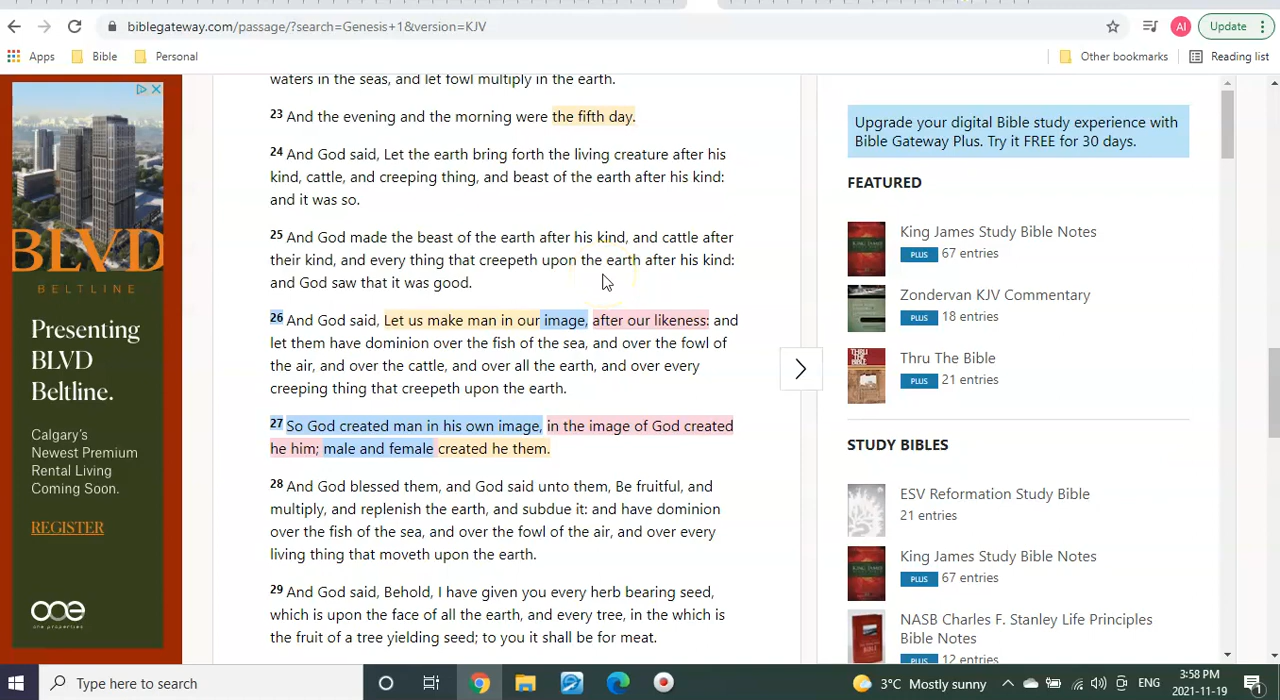 biblegateway.com/passage/?search=Genesis+1&version=KJV
AI
Update
Apps
Bible
Personal
Other bookmarks
Reading list
waters in the seas, and let fowl multiply in the earth.
23 And the evening and the morning were the fifth day.
24 And God said, Let the earth bring forth the living creature after his
kind, cattle, and creeping thing, and beast of the earth after his kind:
and it was so.
25 And God made the beast of the earth after his kind, and cattle after
their kind, and every thing that creepeth upon the earth after his kind:
and God saw that it was good.
26 And God said, Let us make man in our image, after our likeness: and
let them have dominion over the fish of the sea, and over the fowl of
the air, and over the cattle, and over all the earth, and over every
creeping thing that creepeth upon the earth.
27 So God created man in his own image, in the image of God created
he him; male and female created he them.
28 And God blessed them, and God said unto them, Be fruitful, and
multiply, and replenish the earth, and subdue it: and have dominion
over the fish of the sea, and over the fowl of the air, and over every
living thing that moveth upon the earth.
29 And God said, Behold, I have given you every herb bearing seed,
which is upon the face of all the earth, and every tree, in the which is
the fruit of a tree yielding seed; to you it shall be for meat.
BLVD
BELTLINE
Presenting
BLVD
Beltline.
Calgary's
Newest Premium
Rental Living
Coming Soon.
REGISTER
one properties
Upgrade your digital Bible study experience with
Bible Gateway Plus. Try it FREE for 30 days.
FEATURED
King James Study Bible Notes
PLUS 67 entries
Zondervan KJV Commentary
PLUS 18 entries
Thru The Bible
PLUS 21 entries
STUDY BIBLES
ESV Reformation Study Bible
21 entries
King James Study Bible Notes
PLUS 67 entries
NASB Charles F. Stanley Life Principles
Bible Notes
PLUS 12 entries
Type here to search
3°C Mostly sunny
ENG
3:58 PM
2021-11-19
1